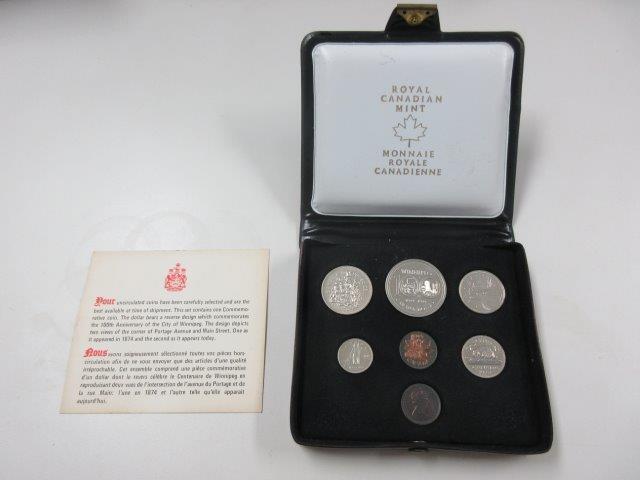 ROYAL
CANADIAN
MINT
MONNAIE
ROYALE
CANADIENNE
WINNIPEG
Your uncirculated coins have been carefully selected and are the
best available at time of shipment. This set contains one Commemo-
rative coin. The dollar bears a reverse design which commemorates
the 100th Anniversary of the City of Winnipeg. The design depicts
two views of the corner of Portage Avenue and Main Street. One as
it appeared in 1874 and the second as it appears today.
Nous avons soigneusement sélectionné toutes vos pièces hors-
circulation afin de ne vous envoyer que des articles d'une qualité
irréprochable. Cet ensemble comprend une pièce commémorative
d'un dollar dont le revers célèbre le Centenaire de Winnipeg en
reproduisant deux vues de l'intersection de l'avenue du Portage et de
la rue Main: l'une en 1874 et l'autre telle qu'elle apparaît
aujourd'hui.